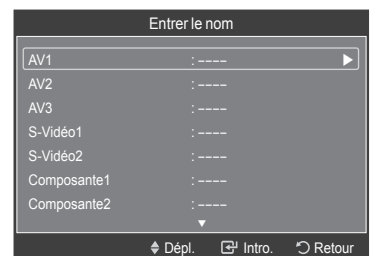 Entrer le nom
AV1 : ----
AV2 : ----
AV3 : ----
S-Vidéo1 : ----
S-Vidéo2 : ----
Composante1 : ----
Composante2 : ----
Dépl. Intro. Retour